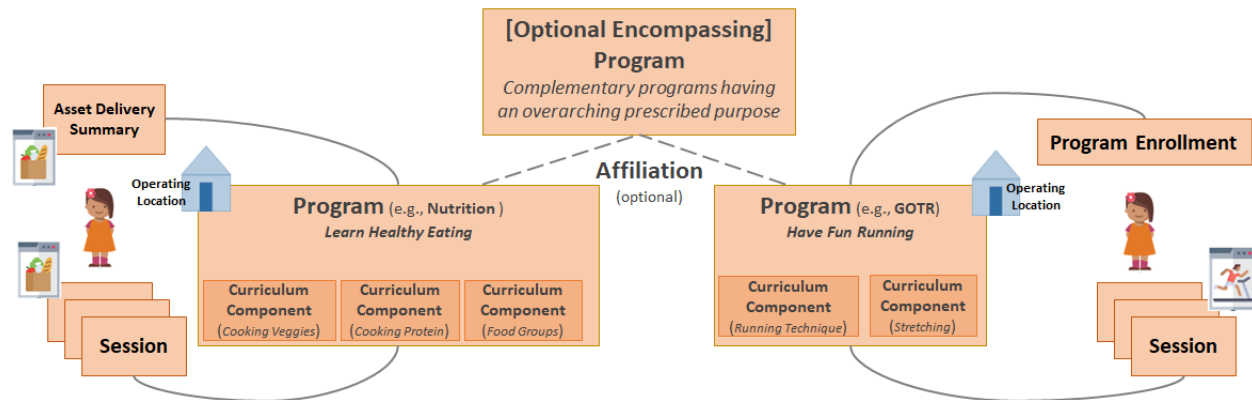 [Optional Encompassing]
Program
Complementary programs having
an overarching prescribed purpose
Asset Delivery
Summary
Operating
Location
Program (e.g., Nutrition )
Learn Healthy Eating
Curriculum
Component
(Cooking Veggies)
Curriculum
Component
(Cooking Protein)
Curriculum
Component
(Food Groups)
Session
Affiliation
(optional)
Program (e.g., GOTR)
Have Fun Running
Curriculum
Component
(Running Technique)
Curriculum
Component
(Stretching)
Operating
Location
Program Enrollment
Session